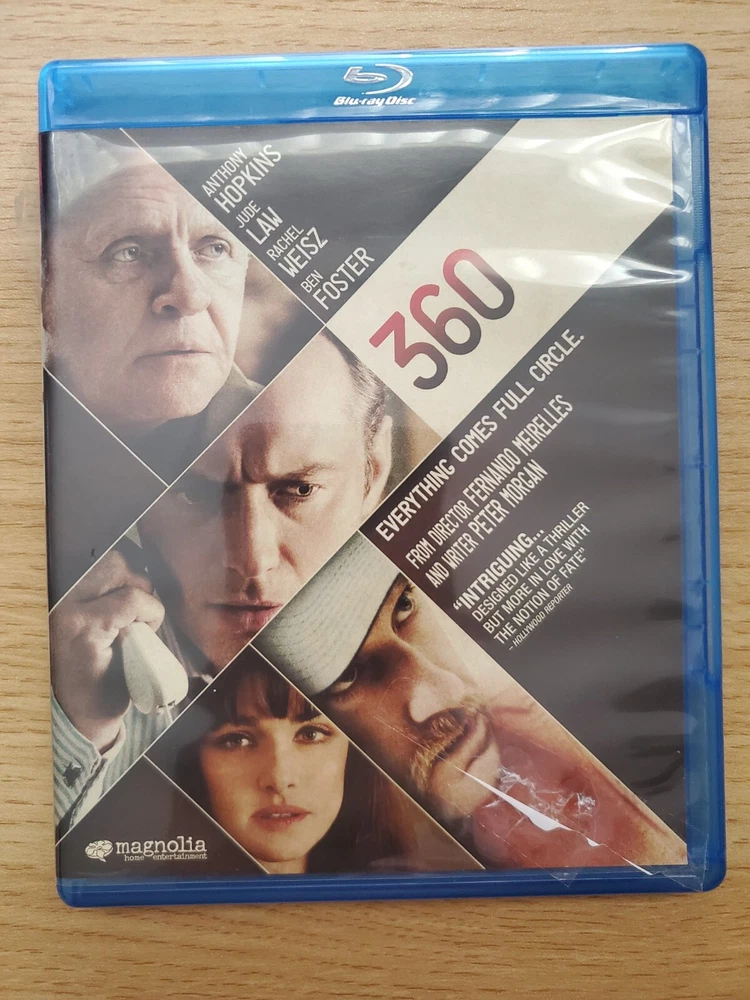 Blu-ray Disc
ANTHONY
HOPKINS
JUDE
LAW
RACHEL
WEISZ
BEN
FOSTER
360
EVERYTHING COMES FULL CIRCLE.
FROM DIRECTOR FERNANDO MEIRELLES
AND WRITER PETER MORGAN
"INTRIGUING...
DESIGNED LIKE A THRILLER
BUT MORE IN LOVE WITH
THE NOTION OF FATE"
- HOLLYWOOD REPORTER
magnolia
home entertainment